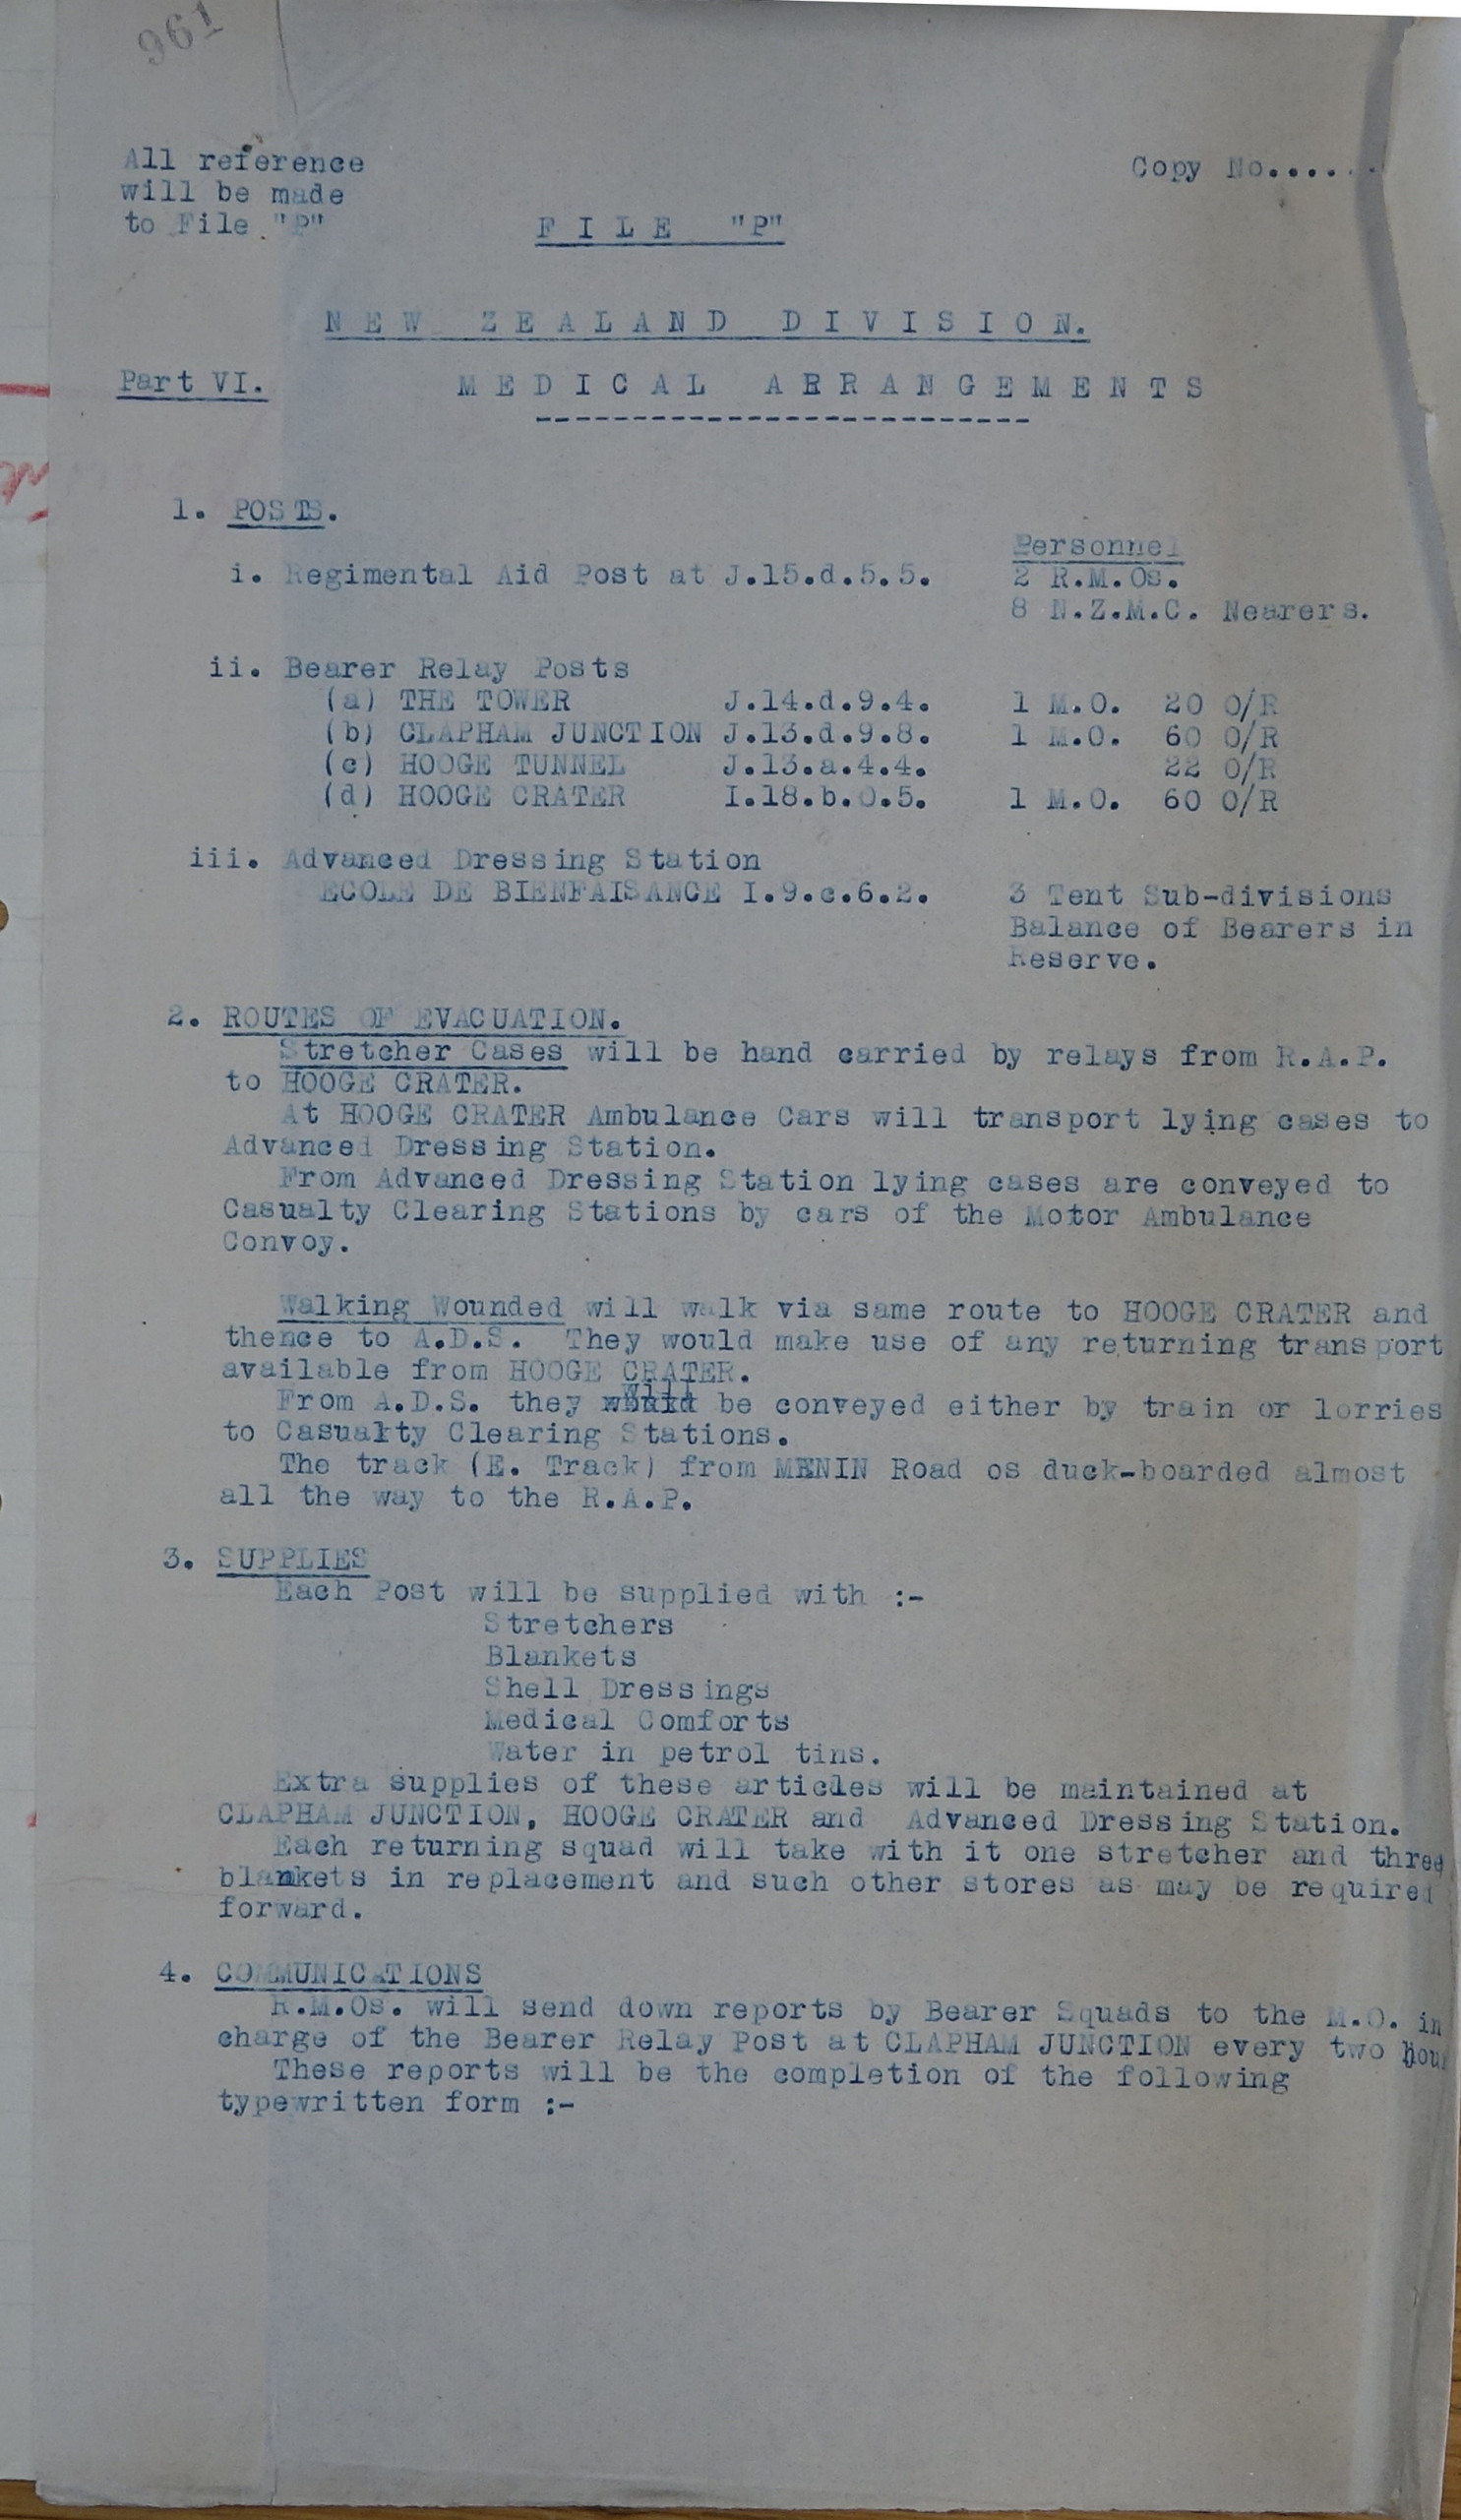 961
All reference
will be made
to File "P"
Copy No......
F I L E "P"
N E W Z E A L A N D D I V I S I O N.
Part VI. M E D I C A L A R R A N G E M E N T S
1. POSTS.
Personnel
i. Regimental Aid Post at J.15.d.5.5. 2 R.M.Os.
8 N.Z.M.C. Nearers.
ii. Bearer Relay Posts
(a) THE TOWER J.14.d.9.4. 1 M.O. 20 O/R
(b) CLAPHAM JUNCTION J.13.d.9.8. 1 M.O. 60 O/R
(c) HOOGE TUNNEL J.13.a.4.4. 22 O/R
(d) HOOGE CRATER I.18.b.0.5. 1 M.O. 60 O/R
iii. Advanced Dressing Station
ECOLE DE BIENFAISANCE I.9.c.6.2. 3 Tent Sub-divisions
Balance of Bearers in
Reserve.
2. ROUTES OF EVACUATION.
Stretcher Cases will be hand carried by relays from R.A.P.
to HOOGE CRATER.
At HOOGE CRATER Ambulance Cars will transport lying cases to
Advanced Dressing Station.
From Advanced Dressing Station lying cases are conveyed to
Casualty Clearing Stations by cars of the Motor Ambulance
Convoy.
Walking Wounded will walk via same route to HOOGE CRATER and
thence to A.D.S. They would make use of any returning transport
available from HOOGE CRATER.
From A.D.S. they will be conveyed either by train or lorries
to Casualty Clearing Stations.
The track (E. Track) from MENIN Road os duck-boarded almost
all the way to the R.A.P.
3. SUPPLIES
Each Post will be supplied with :-
Stretchers
Blankets
Shell Dressings
Medical Comforts
Water in petrol tins.
Extra supplies of these articles will be maintained at
CLAPHAM JUNCTION, HOOGE CRATER and Advanced Dressing Station.
Each returning squad will take with it one stretcher and three
blankets in replacement and such other stores as may be required
forward.
4. COMMUNICATIONS
R.M.Os. will send down reports by Bearer Squads to the M.O. in
charge of the Bearer Relay Post at CLAPHAM JUNCTION every two hour
These reports will be the completion of the following
typewritten form :-